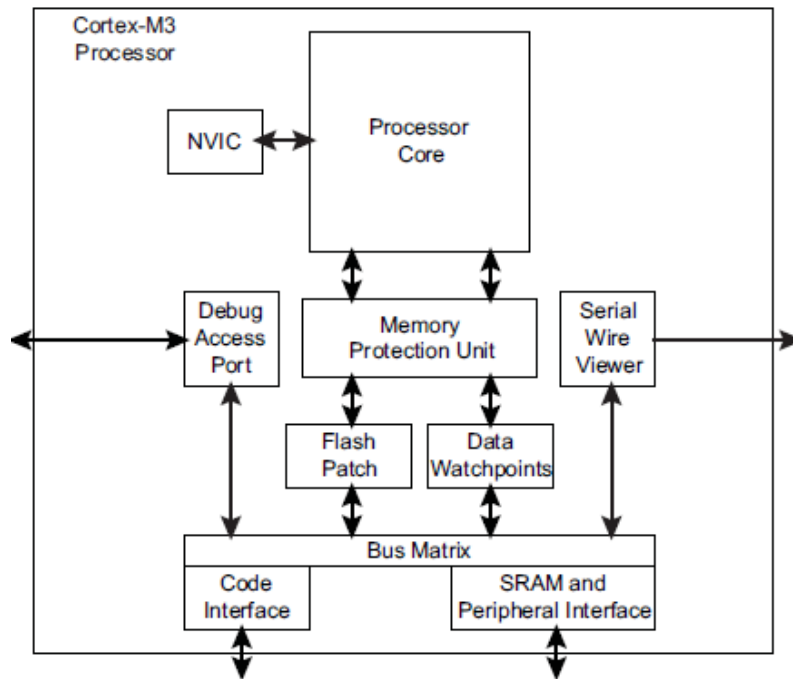 Cortex-M3
Processor
NVIC
Processor
Core
Debug
Access
Port
Memory
Protection Unit
Serial
Wire
Viewer
Flash
Patch
Data
Watchpoints
Bus Matrix
Code
Interface
SRAM and
Peripheral Interface